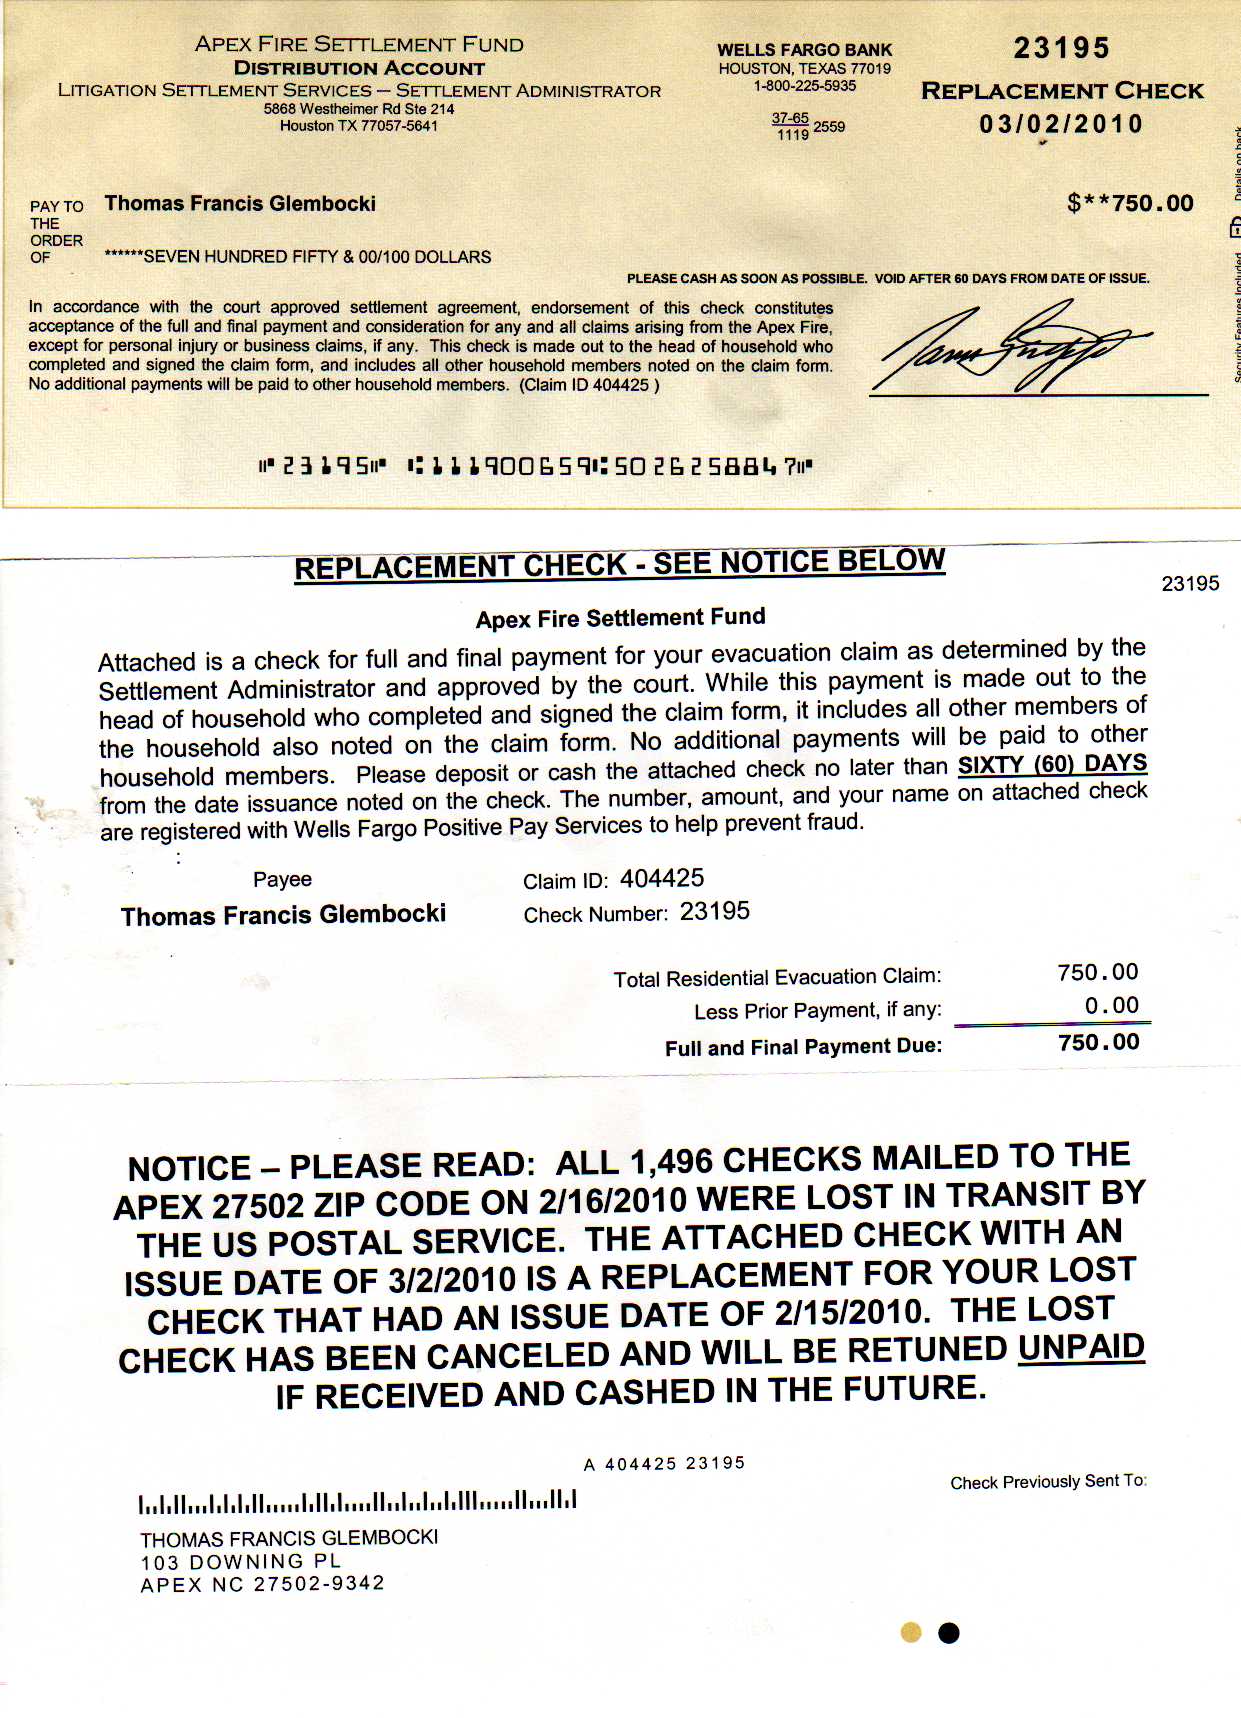 APEX FIRE SETTLEMENT FUND
DISTRIBUTION ACCOUNT
LITIGATION SETTLEMENT SERVICES – SETTLEMENT ADMINISTRATOR
5868 Westheimer Rd Ste 214
Houston TX 77057-5641
WELLS FARGO BANK
HOUSTON, TEXAS 77019
1-800-225-5935
37-65
1119 2559
23195
REPLACEMENT CHECK
03/02/2010
PAY TO
THE
ORDER
OF
Thomas Francis Glembocki
$**750.00
******SEVEN HUNDRED FIFTY & 00/100 DOLLARS
PLEASE CASH AS SOON AS POSSIBLE. VOID AFTER 60 DAYS FROM DATE OF ISSUE.
In accordance with the court approved settlement agreement, endorsement of this check constitutes
acceptance of the full and final payment and consideration for any and all claims arising from the Apex Fire,
except for personal injury or business claims, if any. This check is made out to the head of household who
completed and signed the claim form, and includes all other household members noted on the claim form.
No additional payments will be paid to other household members. (Claim ID 404425 )
Security Features Included Details on back
⑈23195⑈ ⑆111900659⑆5026258847⑈
REPLACEMENT CHECK - SEE NOTICE BELOW
23195
Apex Fire Settlement Fund
Attached is a check for full and final payment for your evacuation claim as determined by the
Settlement Administrator and approved by the court. While this payment is made out to the
head of household who completed and signed the claim form, it includes all other members of
the household also noted on the claim form. No additional payments will be paid to other
household members. Please deposit or cash the attached check no later than SIXTY (60) DAYS
from the date issuance noted on the check. The number, amount, and your name on attached check
are registered with Wells Fargo Positive Pay Services to help prevent fraud.
Payee
Claim ID: 404425
Thomas Francis Glembocki
Check Number: 23195
Total Residential Evacuation Claim: 750.00
Less Prior Payment, if any: 0.00
Full and Final Payment Due: 750.00
NOTICE – PLEASE READ: ALL 1,496 CHECKS MAILED TO THE
APEX 27502 ZIP CODE ON 2/16/2010 WERE LOST IN TRANSIT BY
THE US POSTAL SERVICE. THE ATTACHED CHECK WITH AN
ISSUE DATE OF 3/2/2010 IS A REPLACEMENT FOR YOUR LOST
CHECK THAT HAD AN ISSUE DATE OF 2/15/2010. THE LOST
CHECK HAS BEEN CANCELED AND WILL BE RETUNED UNPAID
IF RECEIVED AND CASHED IN THE FUTURE.
A 404425 23195
Check Previously Sent To:
THOMAS FRANCIS GLEMBOCKI
103 DOWNING PL
APEX NC 27502-9342